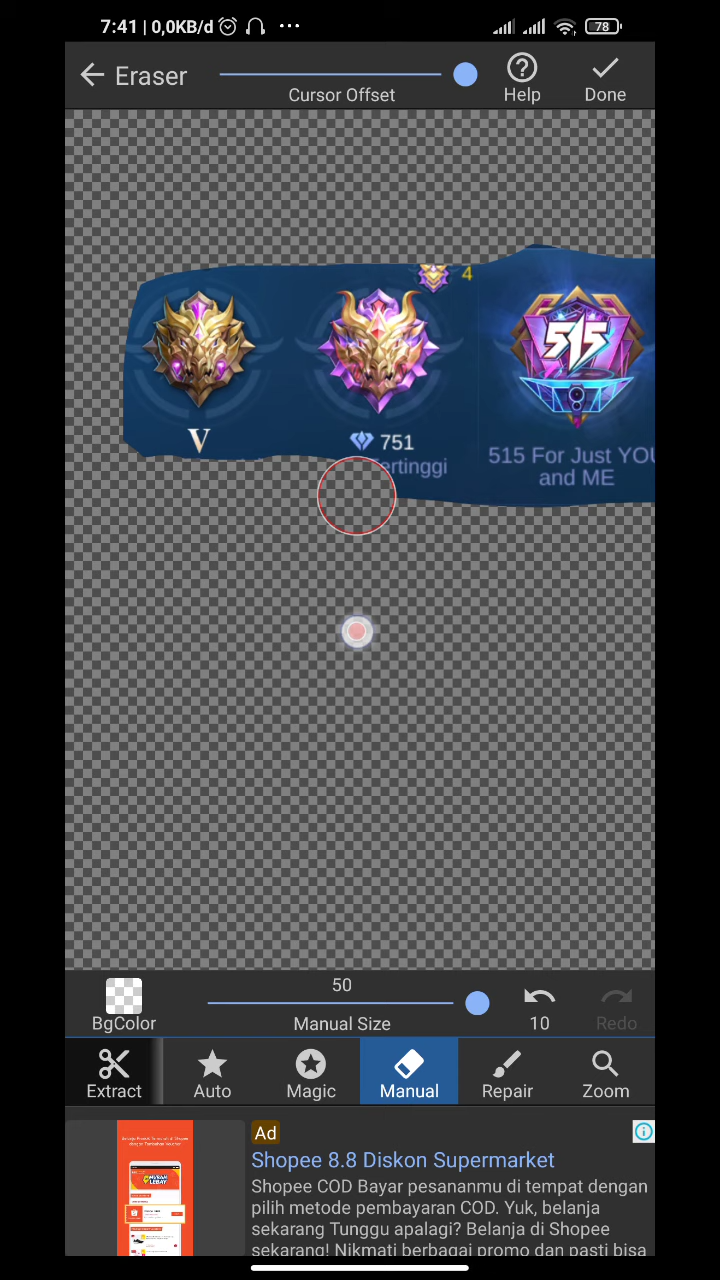 7:41 | 0,0KB/d ... 78
Eraser
Cursor Offset
Help
Done
4
515
V
751
ertinggi
515 For Just YOU
and ME
50
BgColor
Manual Size
10
Redo
Extract
Auto
Magic
Manual
Repair
Zoom
Ad
Shopee 8.8 Diskon Supermarket
Shopee COD Bayar pesananmu di tempat dengan
pilih metode pembayaran COD. Yuk, belanja
sekarang Tunggu apalagi? Belanja di Shopee
sekarang! Nikmati berbagai promo dan pasti bisa
MURAH
LEBAY